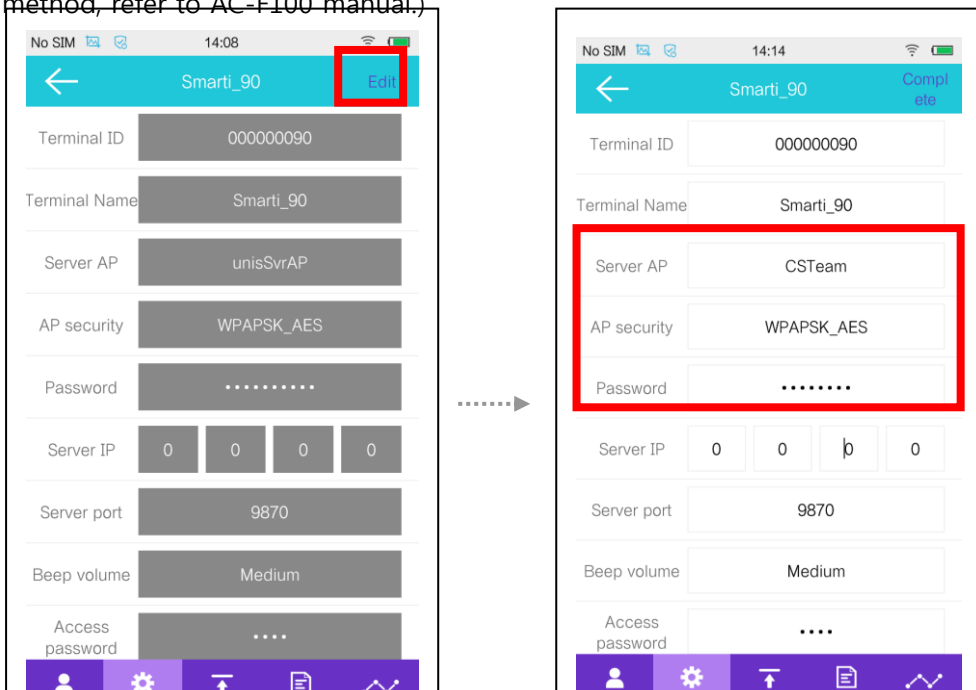 method, refer to AC-F100 manual.)
No SIM 14:08
Smarti_90 Edit
Terminal ID 000000090
Terminal Name Smarti_90
Server AP unisSvrAP
AP security WPAPSK_AES
Password ••••••••••
Server IP 0 0 0 0
Server port 9870
Beep volume Medium
Access
password ••••
No SIM 14:14
Smarti_90 Compl
ete
Terminal ID 000000090
Terminal Name Smarti_90
Server AP CSTeam
AP security WPAPSK_AES
Password ••••••••
Server IP 0 0 0 0
Server port 9870
Beep volume Medium
Access
password ••••